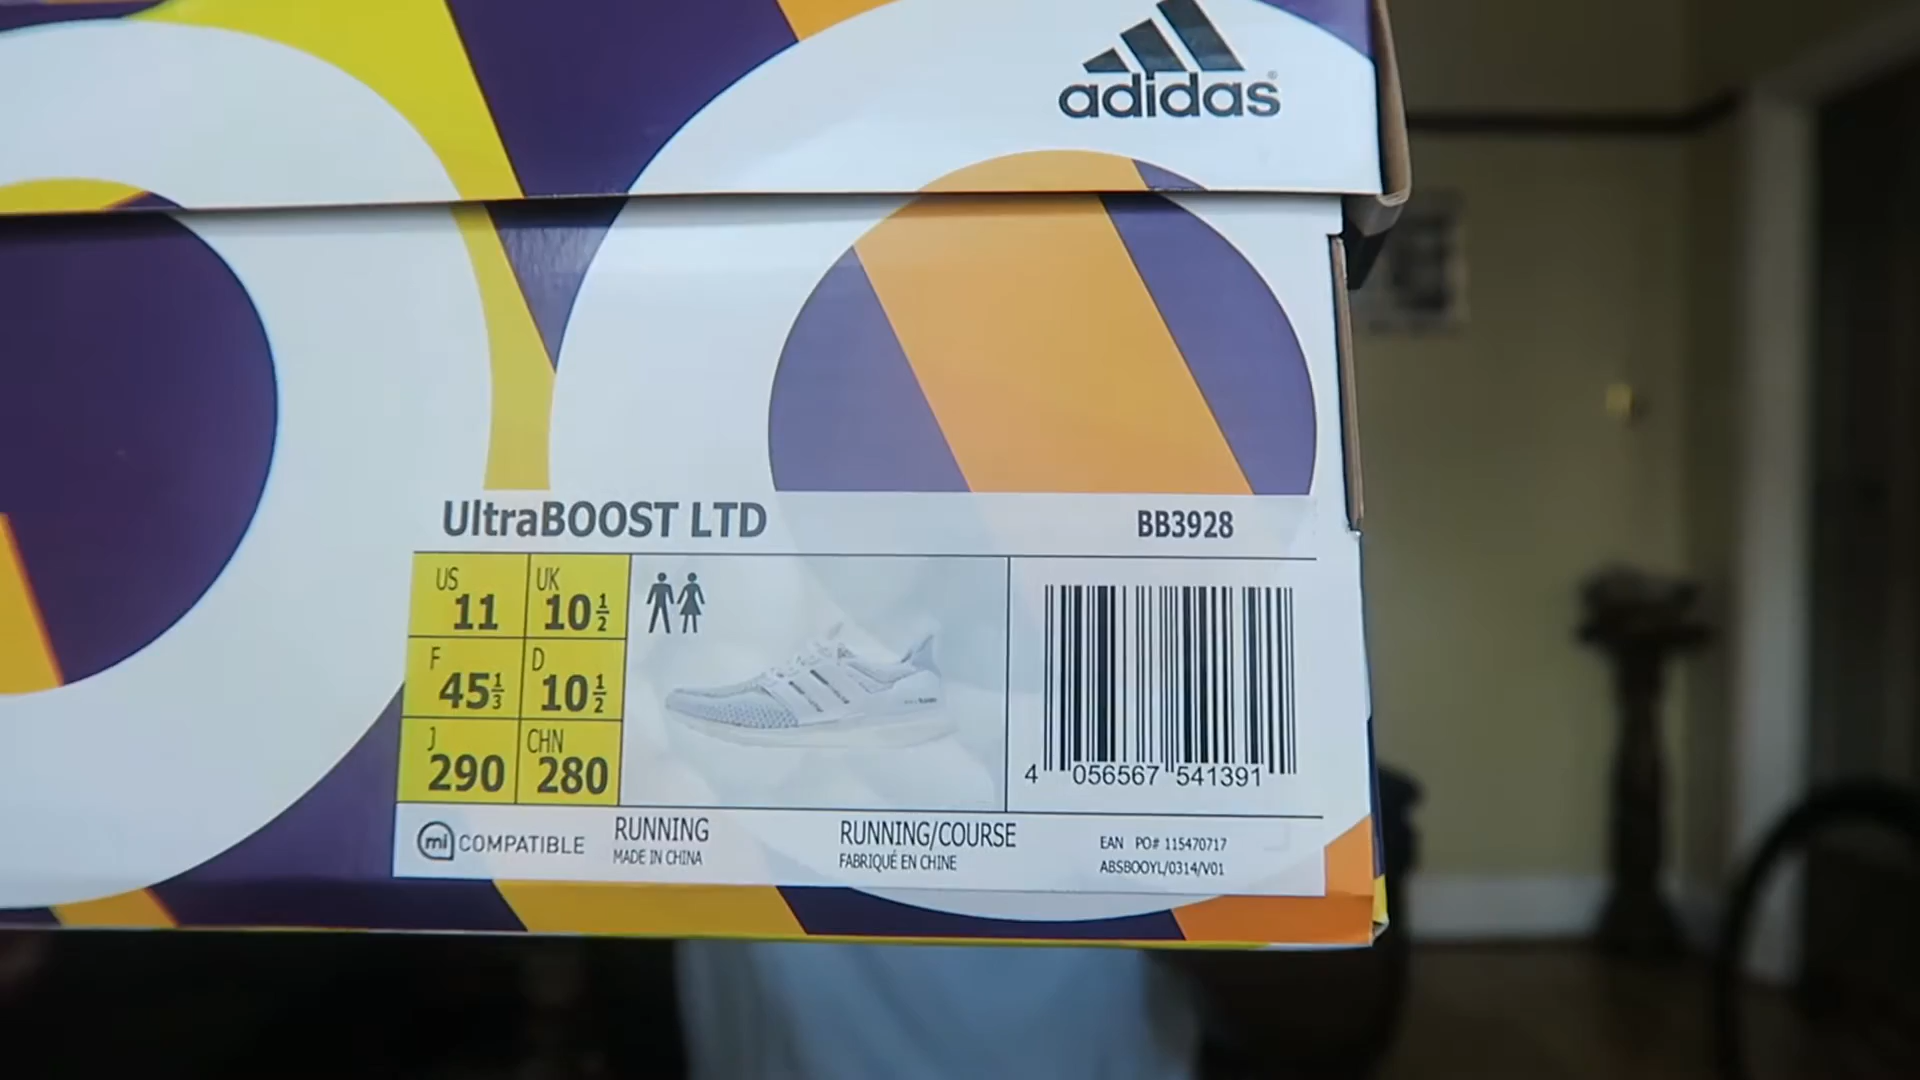 adidas
UltraBOOST LTD
BB3928
US 11
UK 10 1/2
F 45 1/3
D 10 1/2
J 290
CHN 280
4 056567 541391
mi COMPATIBLE
RUNNING
MADE IN CHINA
RUNNING/COURSE
FABRIQUÉ EN CHINE
EAN PO# 115470717
ABSBOOYL/0314/V01